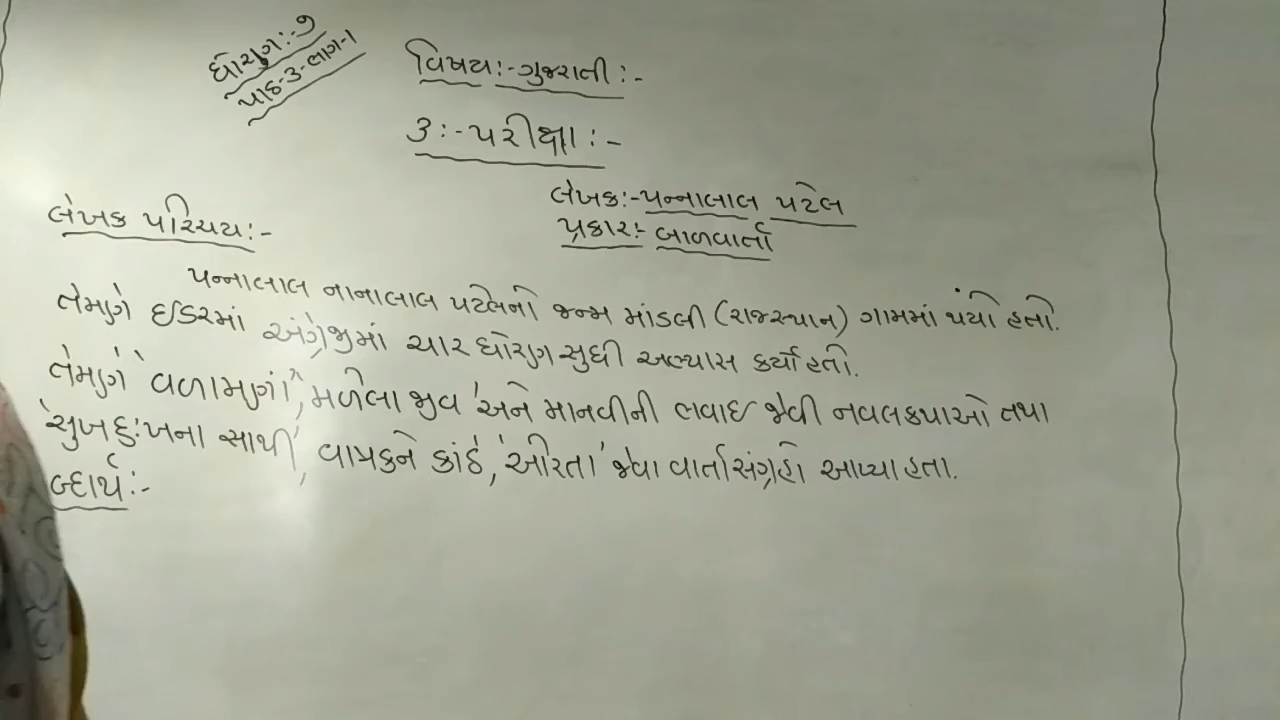 ધોરણ:-૭
પાઠ-૩-ભાગ-૧
વિષય:-ગુજરાતી:-
૩:-પરીક્ષા:-
લેખક:-પન્નાલાલ પટેલ
પ્રકાર:- બાળવાર્તા
લેખક પરિચય:-
પન્નાલાલ નાનાલાલ પટેલનો જન્મ માંડલી (રાજસ્થાન) ગામમાં થયો હતો.
તેમણે ઈડરમાં અંગ્રેજીમાં ચાર ધોરણ સુધી અભ્યાસ કર્યો હતો.
તેમણે 'વળામણાં', 'મળેલા જીવ' અને માનવીની ભવાઈ જેવી નવલકથાઓ તથા
'સુખદુ:ખના સાથી', વાત્રકને કાંઠે, 'ઓરતા' જેવા વાર્તાસંગ્રહો આપ્યા હતા.
બ્દાર્થ:-